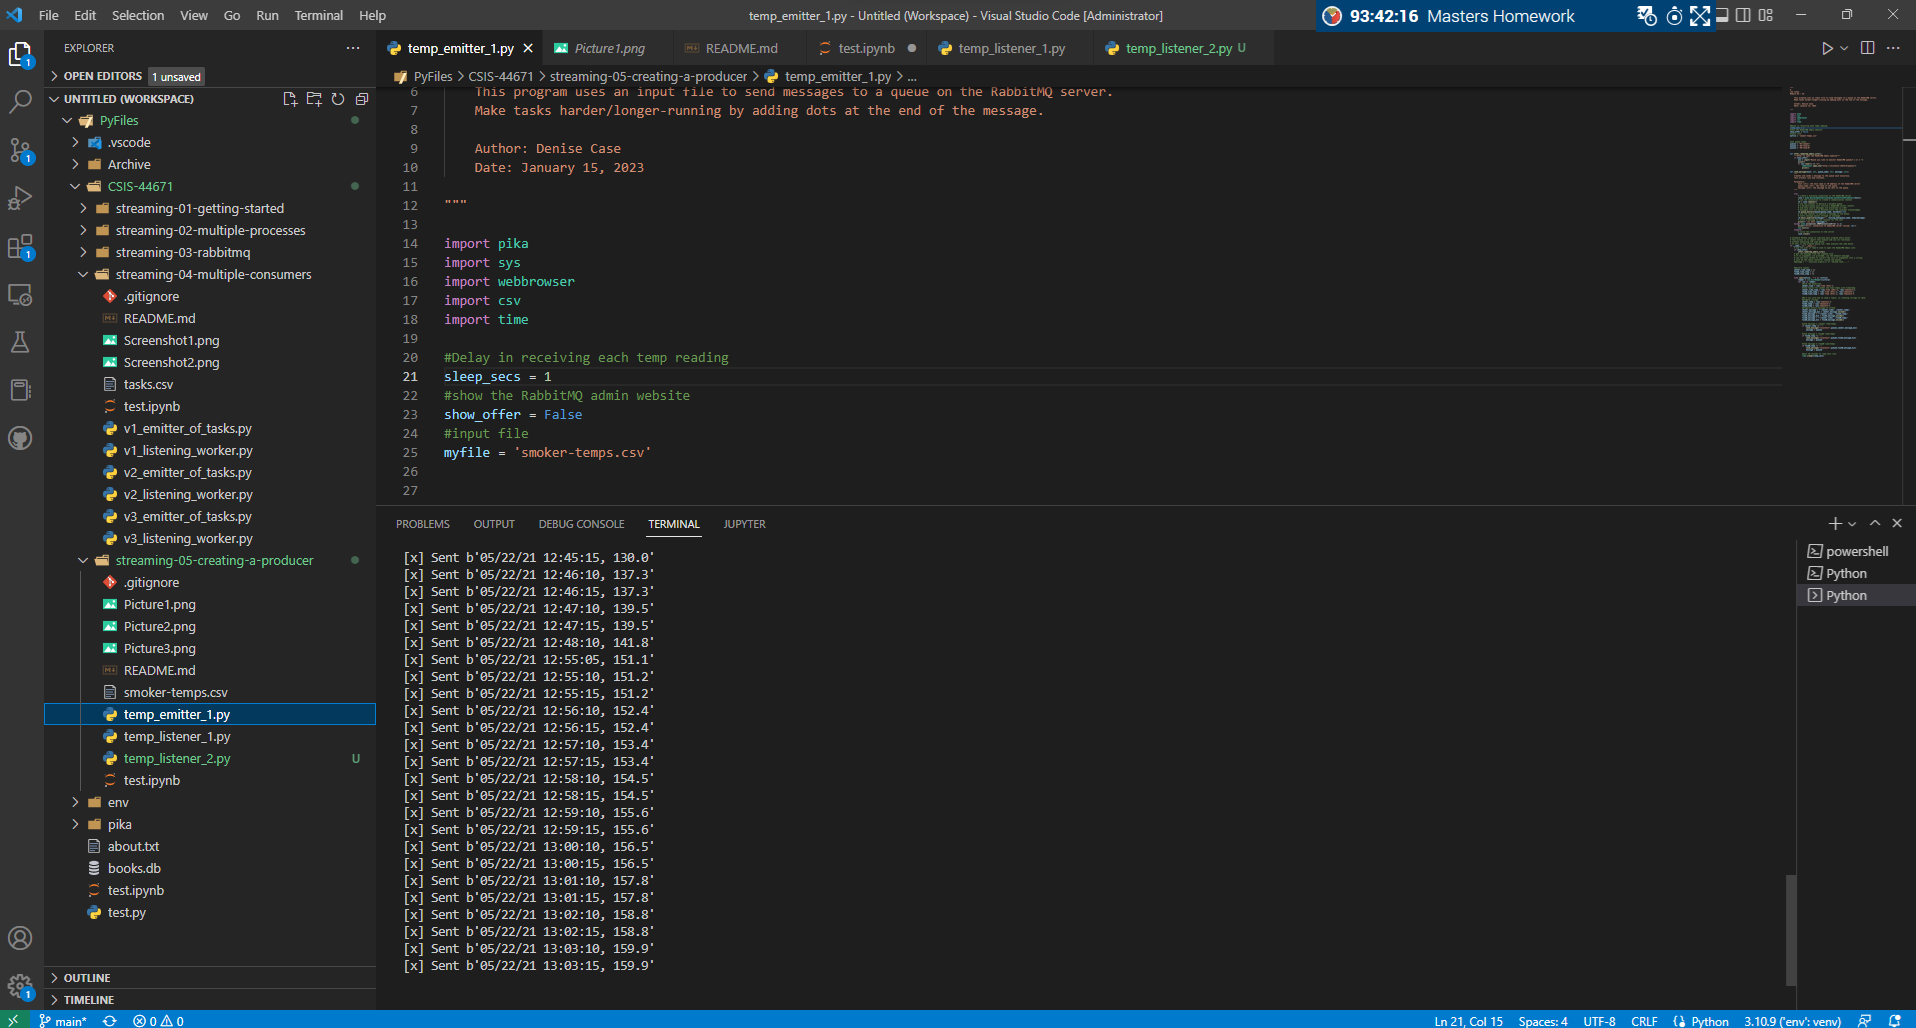 File Edit Selection View Go Run Terminal Help
temp_emitter_1.py - Untitled (Workspace) - Visual Studio Code [Administrator]
93:42:16 Masters Homework
EXPLORER
OPEN EDITORS 1 unsaved
UNTITLED (WORKSPACE)
PyFiles
.vscode
Archive
CSIS-44671
streaming-01-getting-started
streaming-02-multiple-processes
streaming-03-rabbitmq
streaming-04-multiple-consumers
.gitignore
README.md
Screenshot1.png
Screenshot2.png
tasks.csv
test.ipynb
v1_emitter_of_tasks.py
v1_listening_worker.py
v2_emitter_of_tasks.py
v2_listening_worker.py
v3_emitter_of_tasks.py
v3_listening_worker.py
streaming-05-creating-a-producer
.gitignore
Picture1.png
Picture2.png
Picture3.png
README.md
smoker-temps.csv
temp_emitter_1.py
temp_listener_1.py
temp_listener_2.py U
test.ipynb
env
pika
about.txt
books.db
test.ipynb
test.py
OUTLINE
TIMELINE
temp_emitter_1.py Picture1.png README.md test.ipynb temp_listener_1.py temp_listener_2.py U
PyFiles > CSIS-44671 > streaming-05-creating-a-producer > temp_emitter_1.py > ...
6 This program uses an input file to send messages to a queue on the RabbitMQ server.
7 Make tasks harder/longer-running by adding dots at the end of the message.
8
9 Author: Denise Case
10 Date: January 15, 2023
11
12 """
13
14 import pika
15 import sys
16 import webbrowser
17 import csv
18 import time
19
20 #Delay in receiving each temp reading
21 sleep_secs = 1
22 #show the RabbitMQ admin website
23 show_offer = False
24 #input file
25 myfile = 'smoker-temps.csv'
26
27
PROBLEMS OUTPUT DEBUG CONSOLE TERMINAL JUPYTER
[x] Sent b'05/22/21 12:45:15, 130.0'
[x] Sent b'05/22/21 12:46:10, 137.3'
[x] Sent b'05/22/21 12:46:15, 137.3'
[x] Sent b'05/22/21 12:47:10, 139.5'
[x] Sent b'05/22/21 12:47:15, 139.5'
[x] Sent b'05/22/21 12:48:10, 141.8'
[x] Sent b'05/22/21 12:55:05, 151.1'
[x] Sent b'05/22/21 12:55:10, 151.2'
[x] Sent b'05/22/21 12:55:15, 151.2'
[x] Sent b'05/22/21 12:56:10, 152.4'
[x] Sent b'05/22/21 12:56:15, 152.4'
[x] Sent b'05/22/21 12:57:10, 153.4'
[x] Sent b'05/22/21 12:57:15, 153.4'
[x] Sent b'05/22/21 12:58:10, 154.5'
[x] Sent b'05/22/21 12:58:15, 154.5'
[x] Sent b'05/22/21 12:59:10, 155.6'
[x] Sent b'05/22/21 12:59:15, 155.6'
[x] Sent b'05/22/21 13:00:10, 156.5'
[x] Sent b'05/22/21 13:00:15, 156.5'
[x] Sent b'05/22/21 13:01:10, 157.8'
[x] Sent b'05/22/21 13:01:15, 157.8'
[x] Sent b'05/22/21 13:02:10, 158.8'
[x] Sent b'05/22/21 13:02:15, 158.8'
[x] Sent b'05/22/21 13:03:10, 159.9'
[x] Sent b'05/22/21 13:03:15, 159.9'
powershell
Python
Python
main* 0 0
Ln 21, Col 15 Spaces: 4 UTF-8 CRLF Python 3.10.9 ('env': venv)